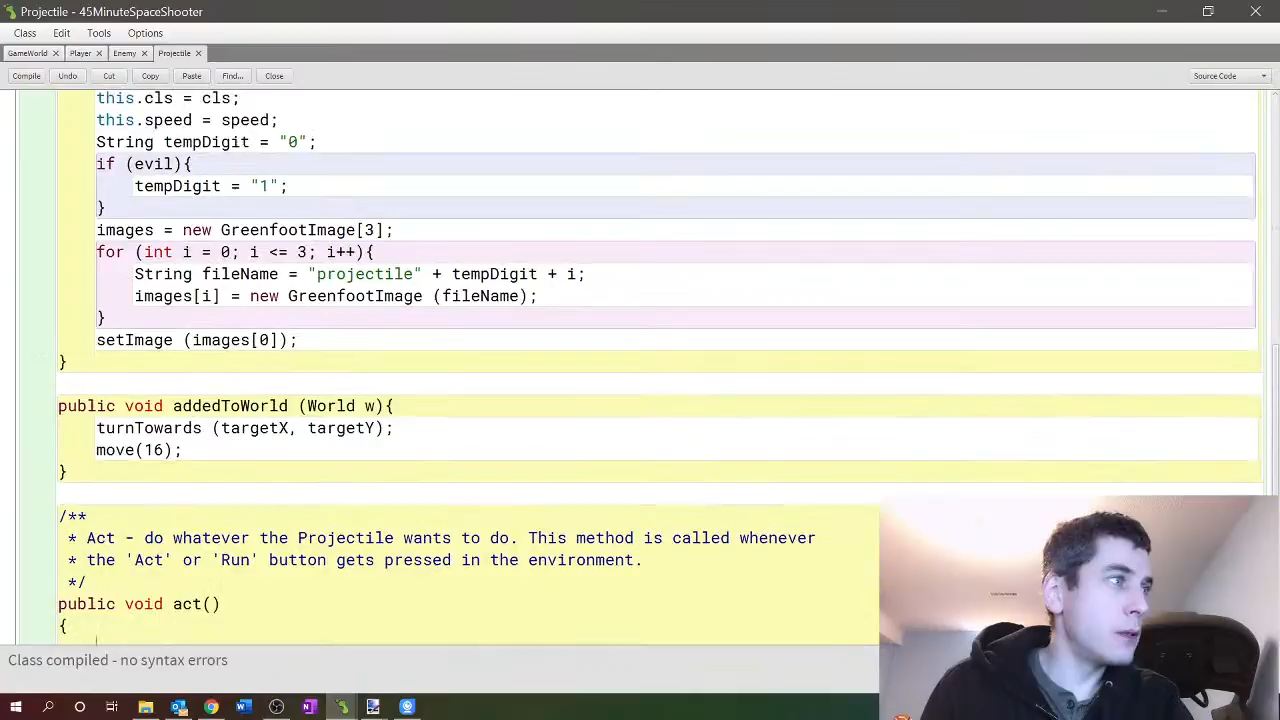 Projectile - 45MinuteSpaceShooter
Class Edit Tools Options
GameWorld × Player × Enemy × Projectile ×
Compile Undo Cut Copy Paste Find... Close Source Code
this.cls = cls;
this.speed = speed;
String tempDigit = "0";
if (evil){
tempDigit = "1";
}
images = new GreenfootImage[3];
for (int i = 0; i <= 3; i++){
String fileName = "projectile" + tempDigit + i;
images[i] = new GreenfootImage (fileName);
}
setImage (images[0]);
}
public void addedToWorld (World w){
turnTowards (targetX, targetY);
move(16);
}
/**
* Act - do whatever the Projectile wants to do. This method is called whenever
* the 'Act' or 'Run' button gets pressed in the environment.
*/
public void act()
{
Class compiled - no syntax errors